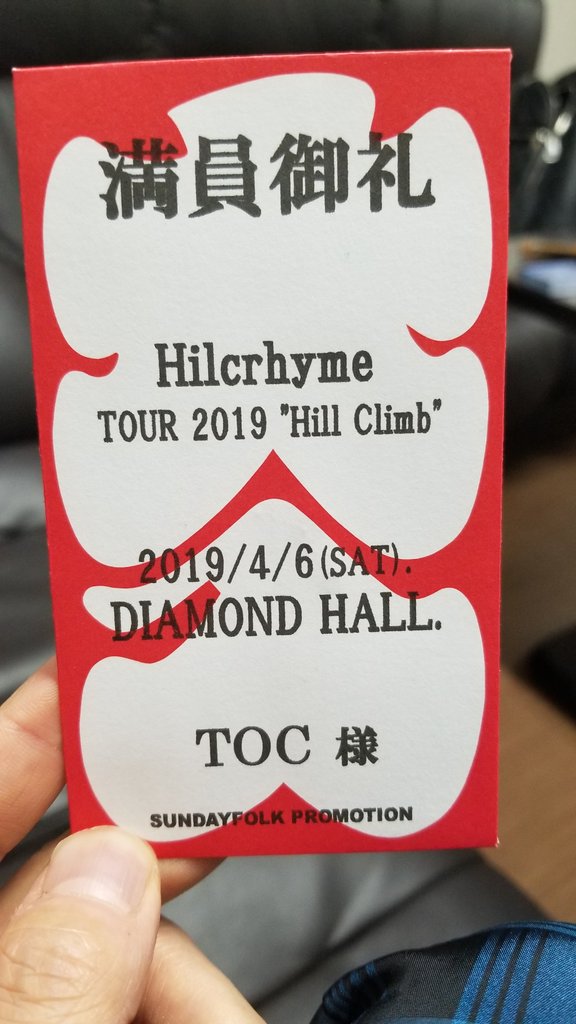 満員御礼
Hilcrhyme
TOUR 2019 "Hill Climb"
2019/4/6(SAT).
DIAMOND HALL.
TOC 様
SUNDAYFOLK PROMOTION